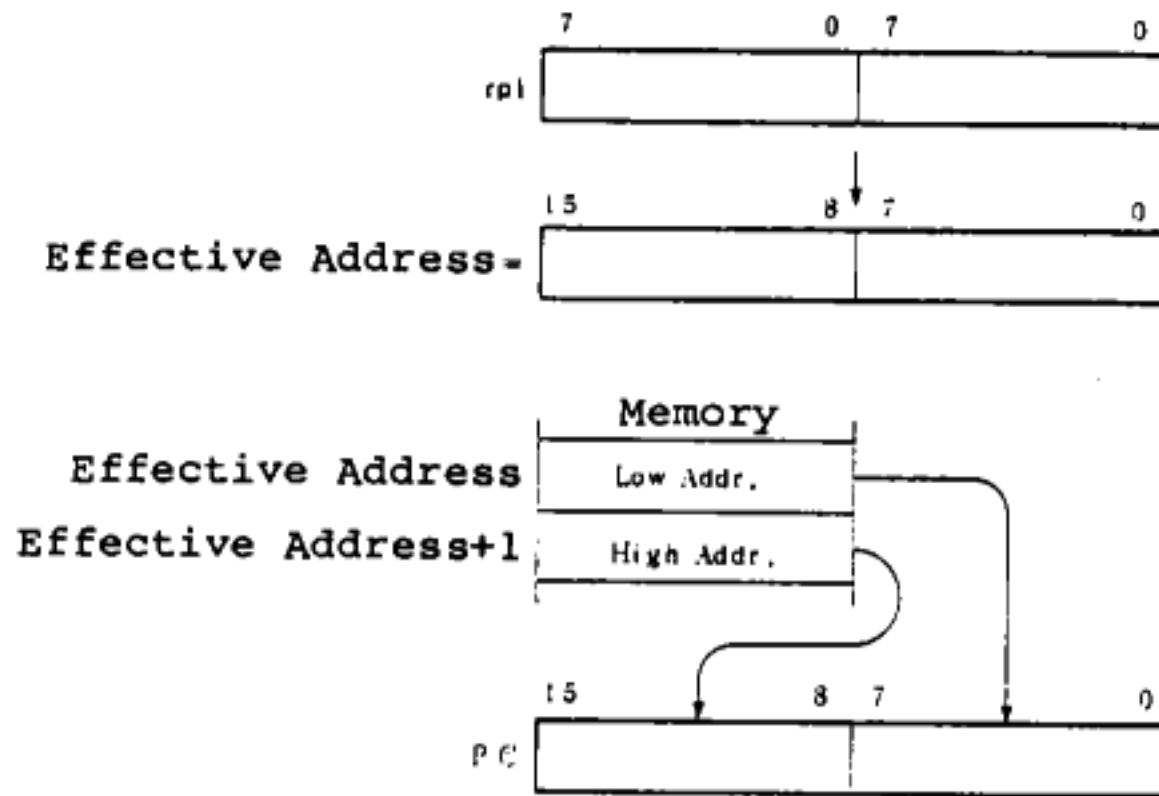 7 0 7 0
rp1
15 8 7 0
Effective Address=
Memory
Effective Address Low Addr.
Effective Address+1 High Addr.
15 8 7 0
PC